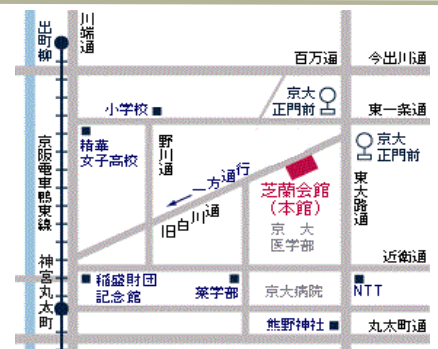 川端通
出町柳
百万通
今出川通
京大
正門前
小学校
東一条通
精華
女子高校
野川通
京大
正門前
京阪電車鴨東線
一方通行
東大路通
芝蘭会館
(本館)
旧白川通
京大
医学部
近衛通
神宮丸太町
稲盛財団
記念館
薬学部
京大病院
NTT
熊野神社
丸太町通